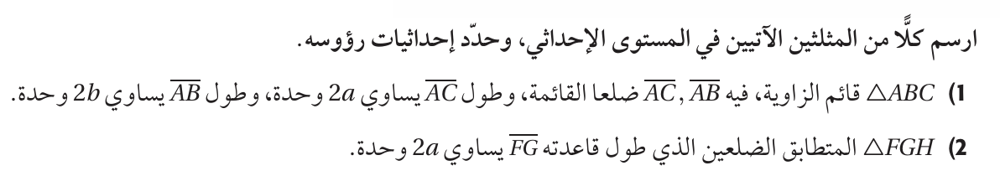 ارسم كلًّا من المثلثين الآتيين في المستوى الإحداثي، وحدّد إحداثيات رؤوسه.
(1 △ABC قائم الزاوية، فيه AC̅, AB̅ ضلعا القائمة، وطول AC̅ يساوي 2a وحدة، وطول AB̅ يساوي 2b وحدة.
(2 △FGH المتطابق الضلعين الذي طول قاعدته FG̅ يساوي 2a وحدة.